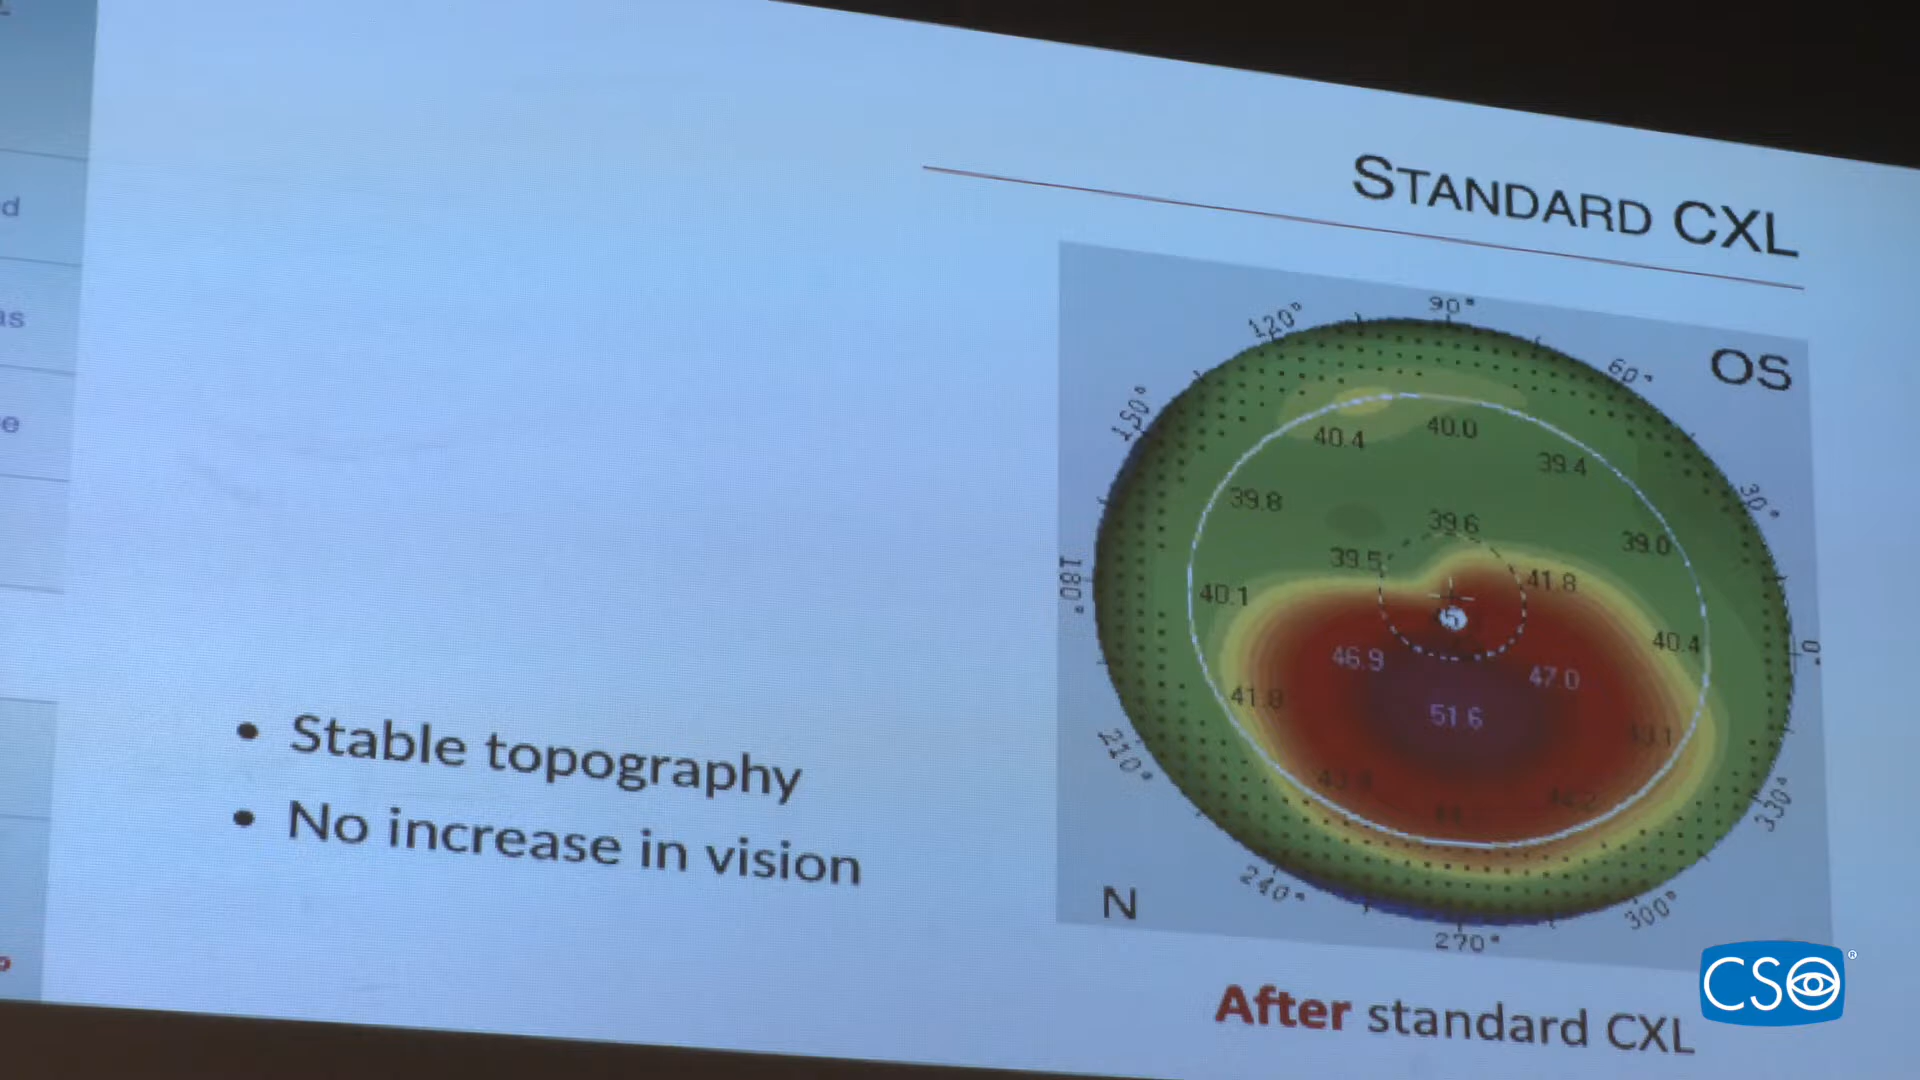 STANDARD CXL
OS
90°
120°
60°
150°
30°
180°
0°
210°
330°
240°
300°
270°
40.4
40.0
39.4
39.8
39.6
39.0
39.5
41.8
40.1
40.4
46.9
47.0
41.8
51.6
N
• Stable topography
• No increase in vision
After standard CXL
CSO®
d
as
e